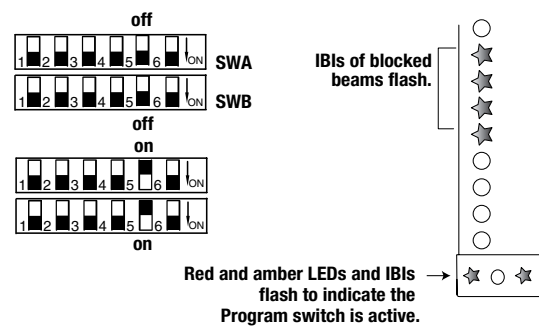 off
1 2 3 4 5 6 ON SWA
1 2 3 4 5 6 ON SWB
off
on
1 2 3 4 5 6 ON
1 2 3 4 5 6 ON
on
IBIs of blocked
beams flash.
Red and amber LEDs and IBIs
flash to indicate the
Program switch is active.